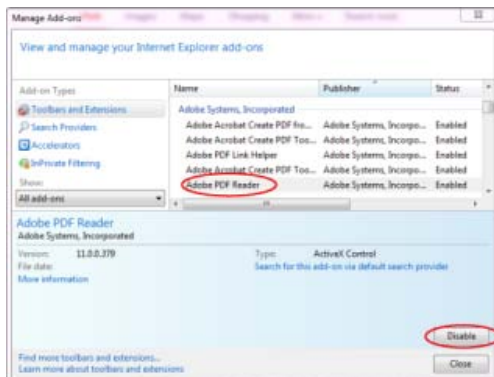 Manage Add-ons
View and manage your Internet Explorer add-ons
Add-on Types
Toolbars and Extensions
Search Providers
Accelerators
InPrivate Filtering
Show:
All add-ons
Name Publisher Status
Adobe Systems, Incorporated
Adobe Acrobat Create PDF fro... Adobe Systems, Incorpo... Enabled
Adobe Acrobat Create PDF Too... Adobe Systems, Incorpo... Enabled
Adobe PDF Link Helper Adobe Systems, Incorpo... Enabled
Adobe Acrobat Create PDF Too... Adobe Systems, Incorpo... Enabled
Adobe PDF Reader Adobe Systems, Incorpo... Enabled
Adobe PDF Reader
Adobe Systems, Incorporated
Version: 11.0.0.379 Type: ActiveX Control
File date: Search for this add-on via default search provider
More information
Disable
Find more toolbars and extensions...
Learn more about toolbars and extensions
Close